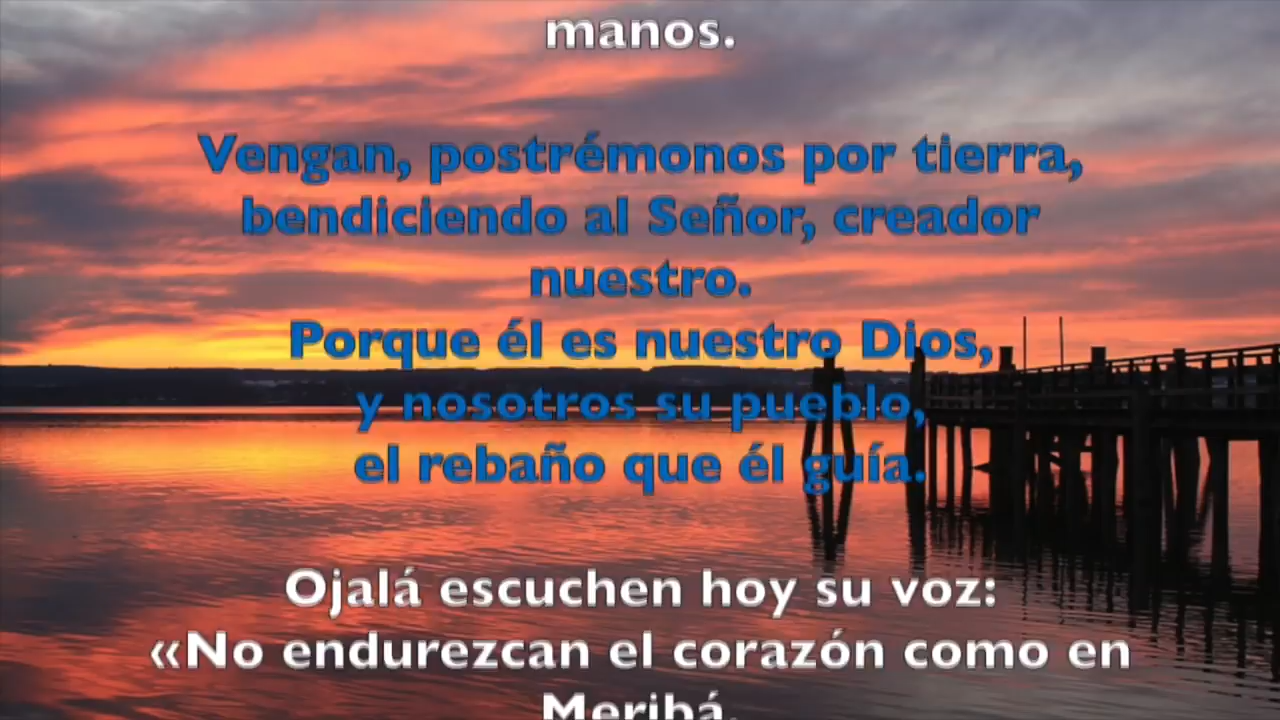 manos.
Vengan, postrémonos por tierra,
bendiciendo al Señor, creador
nuestro.
Porque él es nuestro Dios,
y nosotros su pueblo,
el rebaño que él guía.
Ojalá escuchen hoy su voz:
«No endurezcan el corazón como en
Meribá,